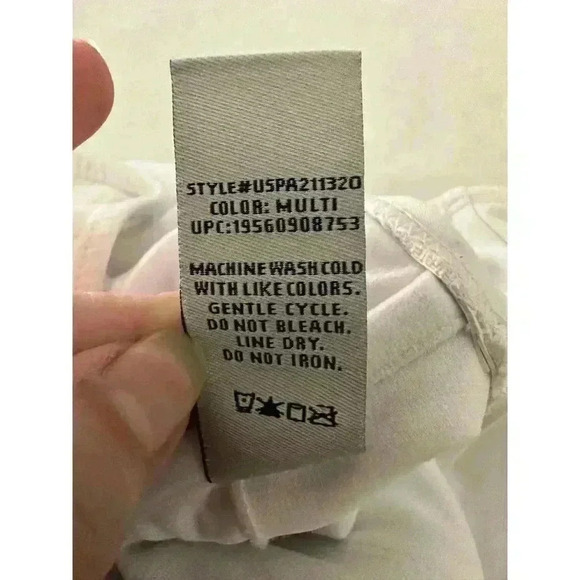 STYLE#USPA211320
COLOR: MULTI
UPC:19560908753
MACHINE WASH COLD
WITH LIKE COLORS.
GENTLE CYCLE.
DO NOT BLEACH.
LINE DRY.
DO NOT IRON.